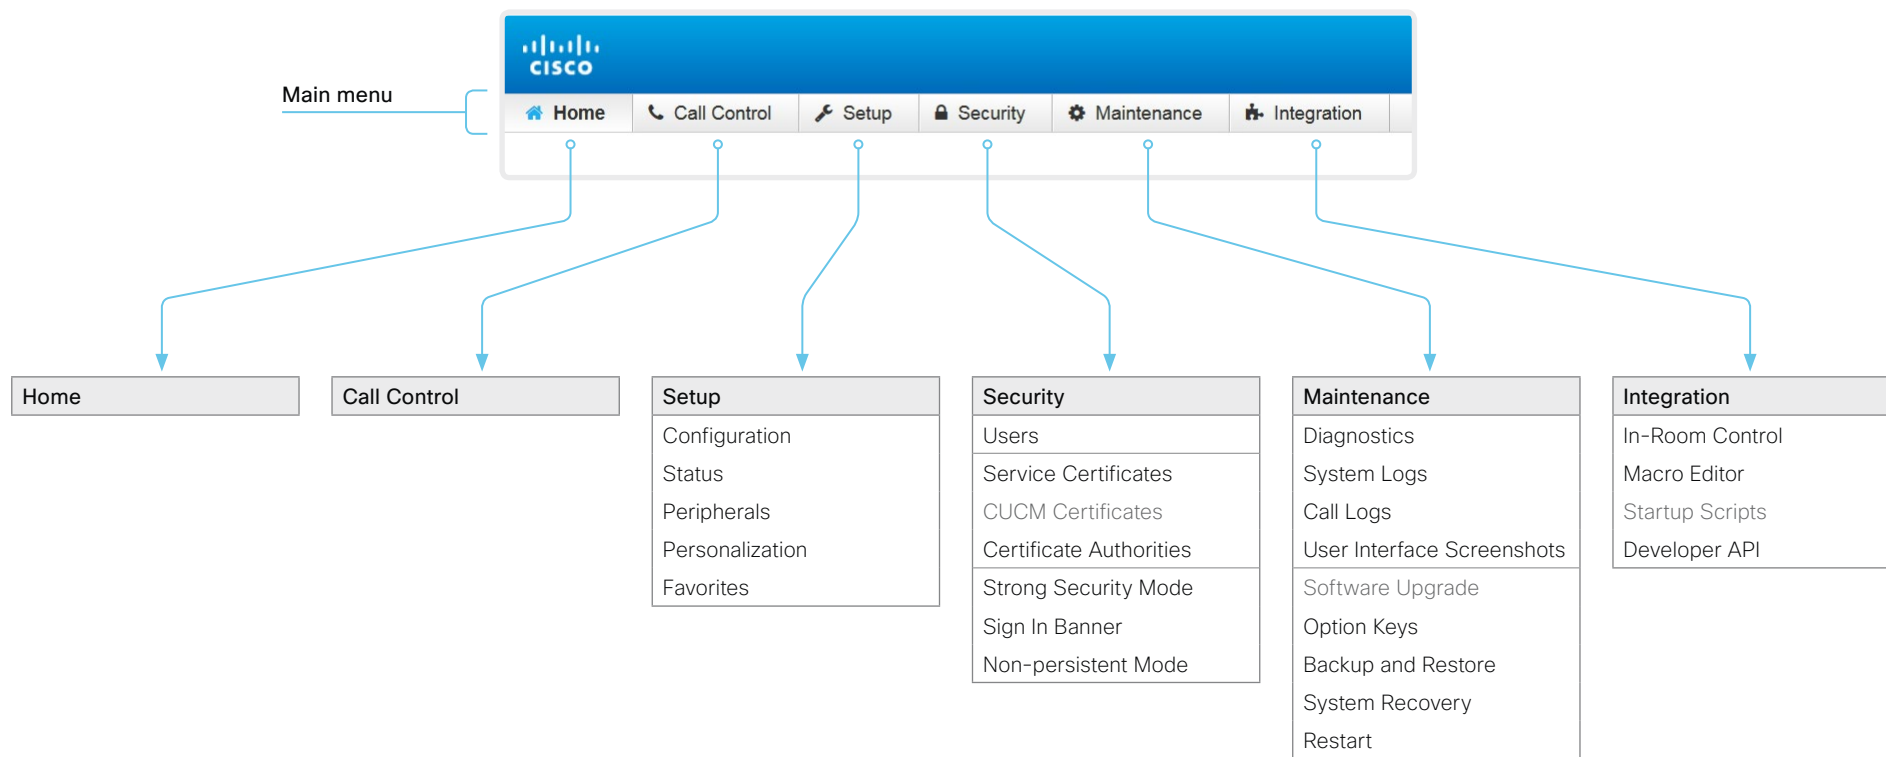 CISCO
Main menu
Home Call Control Setup Security Maintenance Integration
Home
Call Control
Setup
Configuration
Status
Peripherals
Personalization
Favorites
Security
Users
Service Certificates
CUCM Certificates
Certificate Authorities
Strong Security Mode
Sign In Banner
Non-persistent Mode
Maintenance
Diagnostics
System Logs
Call Logs
User Interface Screenshots
Software Upgrade
Option Keys
Backup and Restore
System Recovery
Restart
Integration
In-Room Control
Macro Editor
Startup Scripts
Developer API